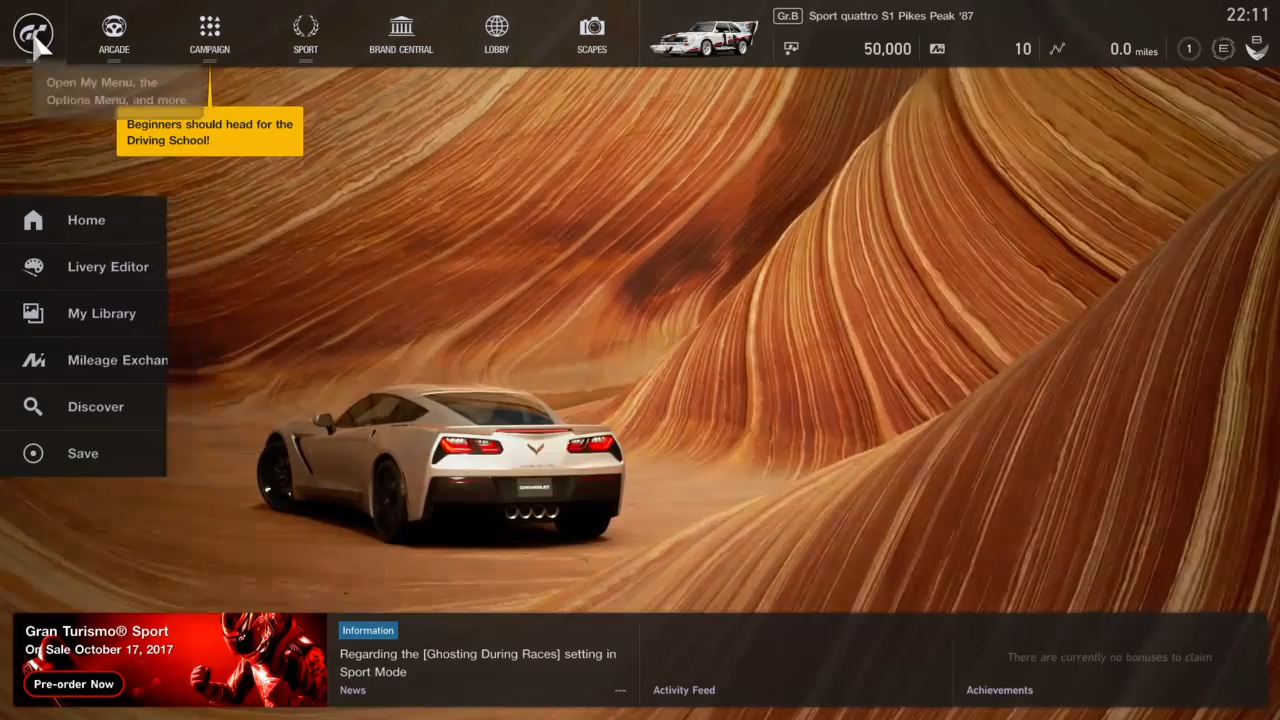 ARCADE
CAMPAIGN
SPORT
BRAND CENTRAL
LOBBY
SCAPES
Gr.B Sport quattro S1 Pikes Peak '87
22:11
50,000
10
0.0 miles
1
E
B
Open My Menu, the
Options Menu, and more.
Beginners should head for the
Driving School!
Home
Livery Editor
My Library
Mileage Exchan
Discover
Save
CHEVROLET
Gran Turismo® Sport
On Sale October 17, 2017
Pre-order Now
Information
Regarding the [Ghosting During Races] setting in
Sport Mode
News ---
Activity Feed
There are currently no bonuses to claim
Achievements